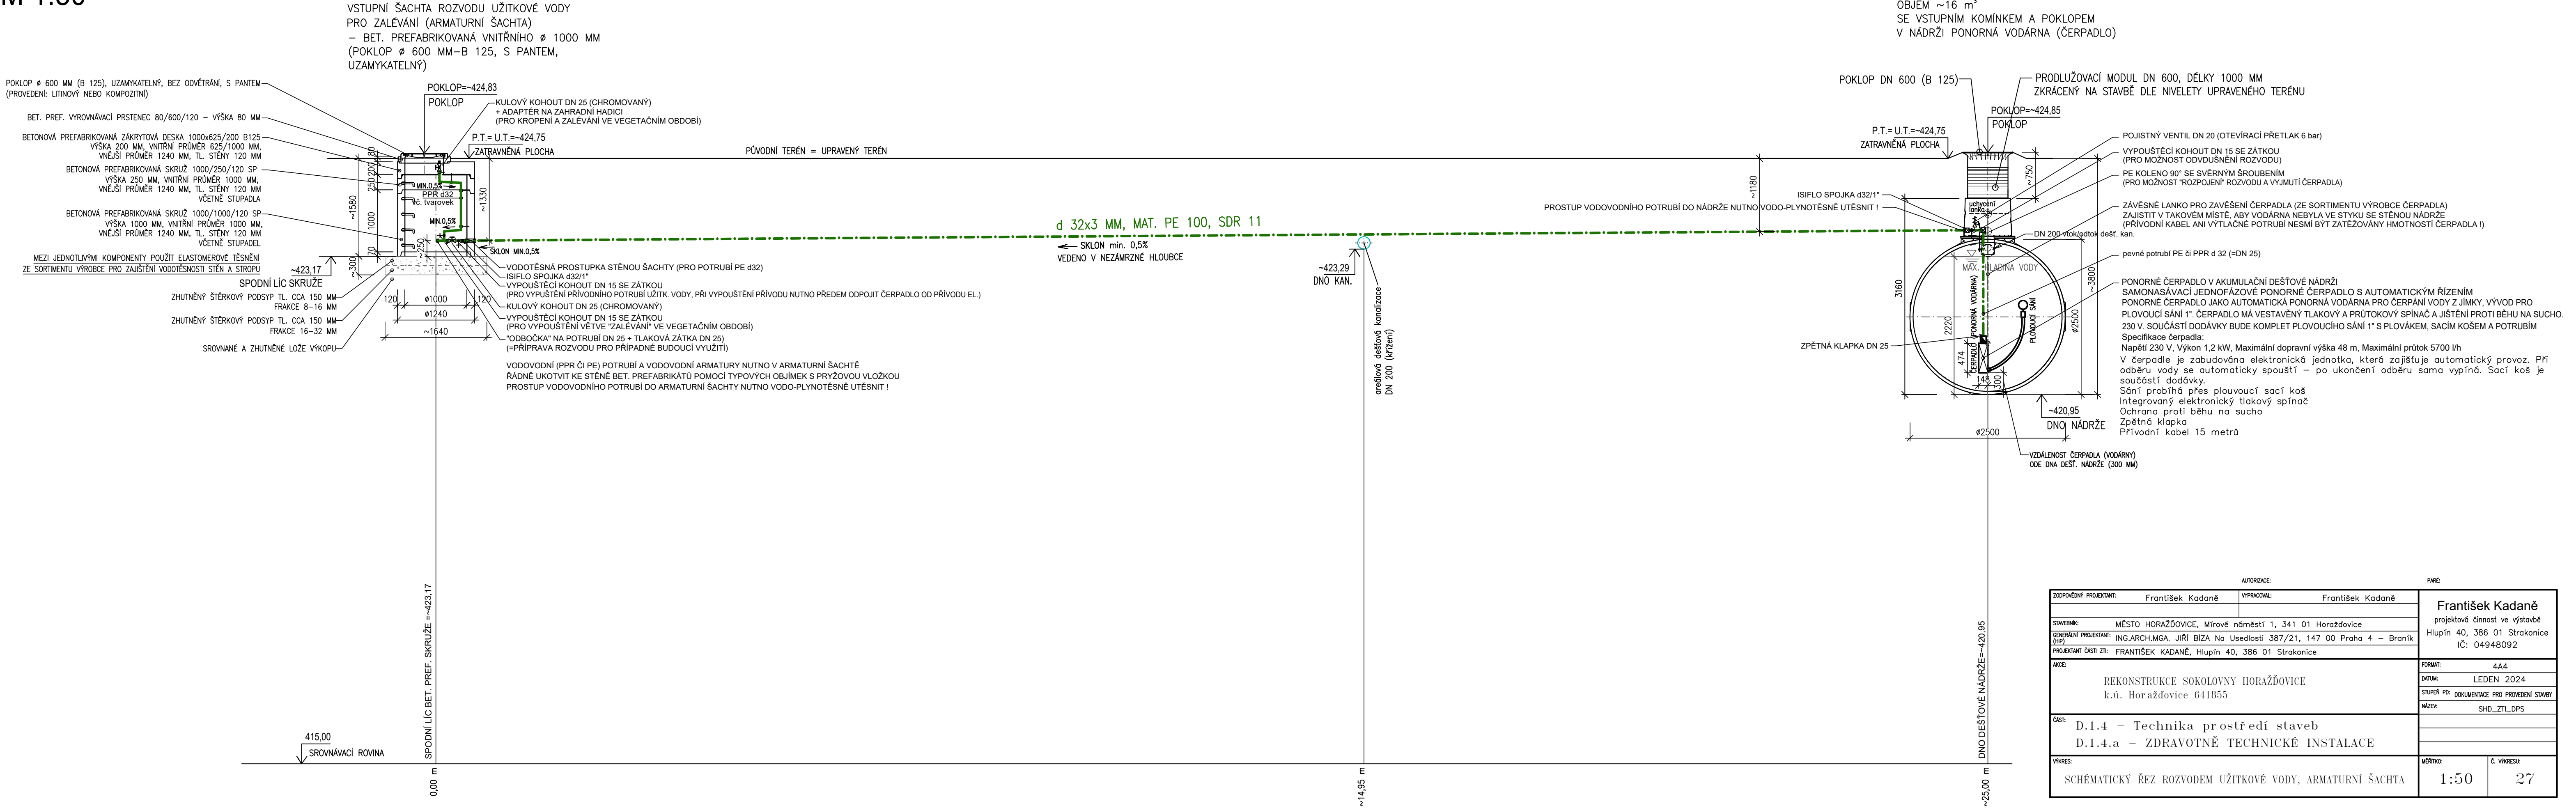 M 1:50
VSTUPNÍ ŠACHTA ROZVODU UŽITKOVÉ VODY
PRO ZALÉVÁNÍ (ARMATURNÍ ŠACHTA)
– BET. PREFABRIKOVANÁ VNITŘNÍHO ø 1000 MM
(POKLOP ø 600 MM–B 125, S PANTEM,
UZAMYKATELNÝ)
POKLOP ø 600 MM (B 125), UZAMYKATELNÝ, BEZ ODVĚTRÁNÍ, S PANTEM
(PROVEDENÍ: LITINOVÝ NEBO KOMPOZITNÍ)
BET. PREF. VYROVNÁVACÍ PRSTENEC 80/600/120 – VÝŠKA 80 MM
BETONOVÁ PREFABRIKOVANÁ ZÁKRYTOVÁ DESKA 1000x625/200 B125
VÝŠKA 200 MM, VNITŘNÍ PRŮMĚR 625/1000 MM,
VNĚJŠÍ PRŮMĚR 1240 MM, TL. STĚNY 120 MM
BETONOVÁ PREFABRIKOVANÁ SKRUŽ 1000/250/120 SP
VÝŠKA 250 MM, VNITŘNÍ PRŮMĚR 1000 MM,
VNĚJŠÍ PRŮMĚR 1240 MM, TL. STĚNY 120 MM
VČETNĚ STUPADLA
BETONOVÁ PREFABRIKOVANÁ SKRUŽ 1000/1000/120 SP
VÝŠKA 1000 MM, VNITŘNÍ PRŮMĚR 1000 MM,
VNĚJŠÍ PRŮMĚR 1240 MM, TL. STĚNY 120 MM
VČETNĚ STUPADEL
MEZI JEDNOTLIVÝMI KOMPONENTY POUŽÍT ELASTOMEROVÉ TĚSNĚNÍ
ZE SORTIMENTU VÝROBCE PRO ZAJIŠTĚNÍ VODOTĚSNOSTI STĚN A STROPU
~423,17
SPODNÍ LÍC SKRUŽE
ZHUTNĚNÝ ŠTĚRKOVÝ PODSYP TL. CCA 150 MM
FRAKCE 8–16 MM
ZHUTNĚNÝ ŠTĚRKOVÝ PODSYP TL. CCA 150 MM
FRAKCE 16–32 MM
SROVNANÉ A ZHUTNĚNÉ LOŽE VÝKOPU
POKLOP=~424,83
POKLOP
KULOVÝ KOHOUT DN 25 (CHROMOVANÝ)
+ ADAPTÉR NA ZAHRADNÍ HADICI
(PRO KROPENÍ A ZALÉVÁNÍ VE VEGETAČNÍM OBDOBÍ)
P.T.= U.T.=~424,75
ZATRAVNĚNÁ PLOCHA
PŮVODNÍ TERÉN = UPRAVENÝ TERÉN
80
200
250
1000
70
~1580
~300
~250
~1330
MIN.0,5%
PPR d32
vč. tvarovek
MIN.0,5%
SKLON MIN.0,5%
120
ø1000
120
ø1240
~1640
VODOTĚSNÁ PROSTUPKA STĚNOU ŠACHTY (PRO POTRUBÍ PE d32)
ISIFLO SPOJKA d32/1"
VYPOUŠTĚCÍ KOHOUT DN 15 SE ZÁTKOU
(PRO VYPUŠTĚNÍ PŘÍVODNÍHO POTRUBÍ UŽITK. VODY, PŘI VYPOUŠTĚNÍ PŘÍVODU NUTNO PŘEDEM ODPOJIT ČERPADLO OD PŘÍVODU EL.)
KULOVÝ KOHOUT DN 25 (CHROMOVANÝ)
VYPOUŠTĚCÍ KOHOUT DN 15 SE ZÁTKOU
(PRO VYPOUŠTĚNÍ VĚTVE "ZALÉVÁNÍ" VE VEGETAČNÍM OBDOBÍ)
"ODBOČKA" NA POTRUBÍ DN 25 + TLAKOVÁ ZÁTKA DN 25)
(=PŘÍPRAVA ROZVODU PRO PŘÍPADNÉ BUDOUCÍ VYUŽITÍ)
VODOVODNÍ (PPR ČI PE) POTRUBÍ A VODOVODNÍ ARMATURY NUTNO V ARMATURNÍ ŠACHTĚ
ŘÁDNĚ UKOTVIT KE STĚNĚ BET. PREFABRIKÁTŮ POMOCÍ TYPOVÝCH OBJÍMEK S PRYŽOVOU VLOŽKOU
PROSTUP VODOVODNÍHO POTRUBÍ DO ARMATURNÍ ŠACHTY NUTNO VODO-PLYNOTĚSNĚ UTĚSNIT !
d 32x3 MM, MAT. PE 100, SDR 11
SKLON min. 0,5%
VEDENO V NEZÁMRZNÉ HLOUBCE
~423,29
DNO KAN.
areálová dešťová kanalizace
DN 200 (křížení)
OBJEM ~16 m³
SE VSTUPNÍM KOMÍNKEM A POKLOPEM
V NÁDRŽI PONORNÁ VODÁRNA (ČERPADLO)
POKLOP DN 600 (B 125)
PRODLUŽOVACÍ MODUL DN 600, DÉLKY 1000 MM
ZKRÁCENÝ NA STAVBĚ DLE NIVELETY UPRAVENÉHO TERÉNU
POKLOP=~424,85
POKLOP
P.T.= U.T.=~424,75
ZATRAVNĚNÁ PLOCHA
~1180
ISIFLO SPOJKA d32/1"
PROSTUP VODOVODNÍHO POTRUBÍ DO NÁDRŽE NUTNO VODO-PLYNOTĚSNĚ UTĚSNIT !
~750
uchycení
lanka
POJISTNÝ VENTIL DN 20 (OTEVÍRACÍ PŘETLAK 6 bar)
VYPOUŠTĚCÍ KOHOUT DN 15 SE ZÁTKOU
(PRO MOŽNOST ODVDUŠNĚNÍ ROZVODU)
PE KOLENO 90° SE SVĚRNÝM ŠROUBENÍM
(PRO MOŽNOST "ROZPOJENÍ" ROZVODU A VYJMUTÍ ČERPADLA)
ZÁVĚSNÉ LANKO PRO ZAVĚŠENÍ ČERPADLA (ZE SORTIMENTU VÝROBCE ČERPADLA)
ZAJISTIT V TAKOVÉM MÍSTĚ, ABY VODÁRNA NEBYLA VE STYKU SE STĚNOU NÁDRŽE
(PŘÍVODNÍ KABEL ANI VÝTLAČNÉ POTRUBÍ NESMÍ BÝT ZATĚŽOVÁNY HMOTNOSTÍ ČERPADLA !)
DN 200 vtok/odtok dešť. kan.
pevné potrubí PE či PPR d 32 (=DN 25)
MAX. HLADINA VODY
3160
2220
474
148
300
ø2500
~3800
ČERPADLO (PONORNÁ VODÁRNA)
PLOVOUCÍ SÁNÍ
ZPĚTNÁ KLAPKA DN 25
ø2500
~420,95
DNO NÁDRŽE
VZDÁLENOST ČERPADLA (VODÁRNY)
ODE DNA DEŠŤ. NÁDRŽE (300 MM)
PONORNÉ ČERPADLO V AKUMULAČNÍ DEŠŤOVÉ NÁDRŽI
SAMONASÁVACÍ JEDNOFÁZOVÉ PONORNÉ ČERPADLO S AUTOMATICKÝM ŘÍZENÍM
PONORNÉ ČERPADLO JAKO AUTOMATICKÁ PONORNÁ VODÁRNA PRO ČERPÁNÍ VODY Z JÍMKY, VÝVOD PRO
PLOVOUCÍ SÁNÍ 1". ČERPADLO MÁ VESTAVĚNÝ TLAKOVÝ A PRŮTOKOVÝ SPÍNAČ A JIŠTĚNÍ PROTI BĚHU NA SUCHO.
230 V. SOUČÁSTÍ DODÁVKY BUDE KOMPLET PLOVOUCÍHO SÁNÍ 1" S PLOVÁKEM, SACÍM KOŠEM A POTRUBÍM
Specifikace čerpadla:
Napětí 230 V, Výkon 1,2 kW, Maximální dopravní výška 48 m, Maximální průtok 5700 l/h
V čerpadle je zabudována elektronická jednotka, která zajišťuje automatický provoz. Při
odběru vody se automaticky spouští – po ukončení odběru sama vypíná. Sací koš je
součástí dodávky.
Sání probíhá přes plouvoucí sací koš
Integrovaný elektronický tlakový spínač
Ochrana proti běhu na sucho
Zpětná klapka
Přívodní kabel 15 metrů
SPODNÍ LÍC BET. PREF. SKRUŽE =~423,17
415,00
SROVNÁVACÍ ROVINA
0,00 m
~14,95 m
DNO DEŠŤOVÉ NÁDRŽE=~420,95
~25,00 m
AUTORIZACE:
PARÉ:
ZODPOVĚDNÝ PROJEKTANT: František Kadaně
VYPRACOVAL: František Kadaně
STAVEBNÍK: MĚSTO HORAŽĎOVICE, Mírové náměstí 1, 341 01 Horažďovice
GENERÁLNÍ PROJEKTANT: (HIP) ING.ARCH.MGA. JIŘÍ BÍZA Na Usedlosti 387/21, 147 00 Praha 4 – Braník
PROJEKTANT ČÁSTI ZTI: FRANTIŠEK KADANĚ, Hlupín 40, 386 01 Strakonice
František Kadaně
projektová činnost ve výstavbě
Hlupín 40, 386 01 Strakonice
IČ: 04948092
AKCE:
REKONSTRUKCE SOKOLOVNY HORAŽĎOVICE
k.ú. Horažďovice 641855
FORMÁT: 4A4
DATUM: LEDEN 2024
STUPEŇ PD: DOKUMENTACE PRO PROVEDENÍ STAVBY
NÁZEV: SHD_ZTI_DPS
ČÁST: D.1.4 – Technika prostředí staveb
D.1.4.a – ZDRAVOTNĚ TECHNICKÉ INSTALACE
VÝKRES:
SCHÉMATICKÝ ŘEZ ROZVODEM UŽITKOVÉ VODY, ARMATURNÍ ŠACHTA
MĚŘÍTKO: 1:50
Č. VÝKRESU: 27